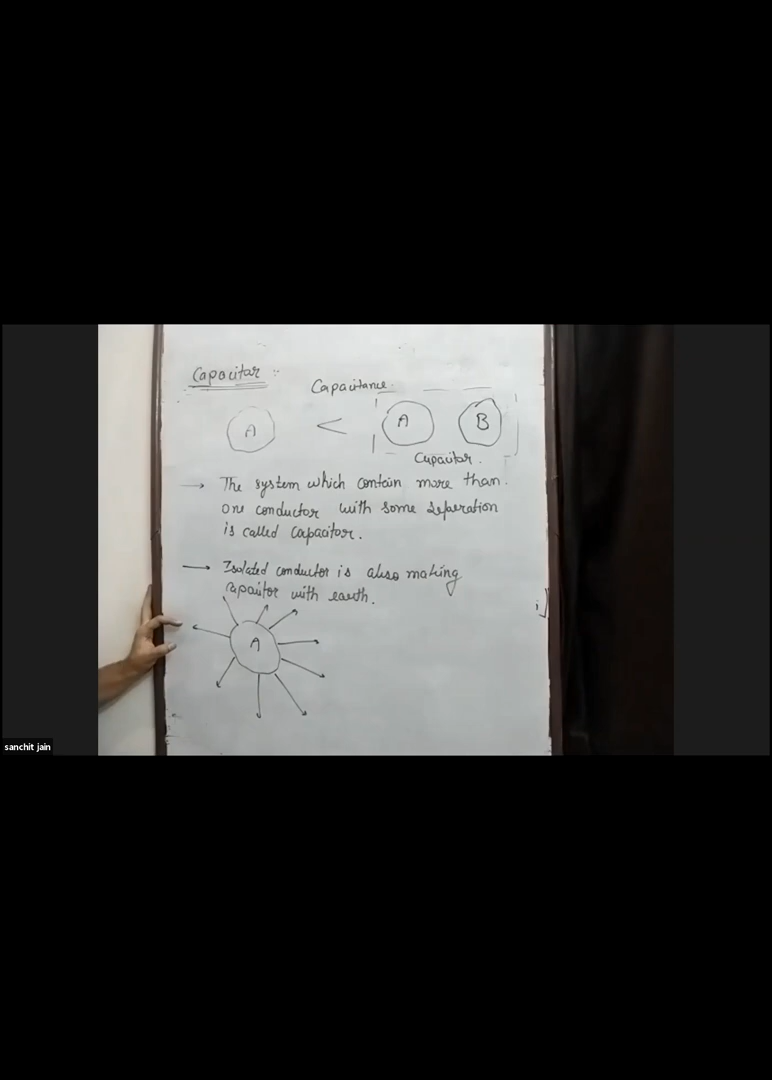 Capacitor :-
Capacitance.
A < A B
Capacitor.
→ The system which contain more than
one conductor with some seperation
is called capacitor.
→ Isolated conductor is also making
capacitor with earth.
A
sanchit jain